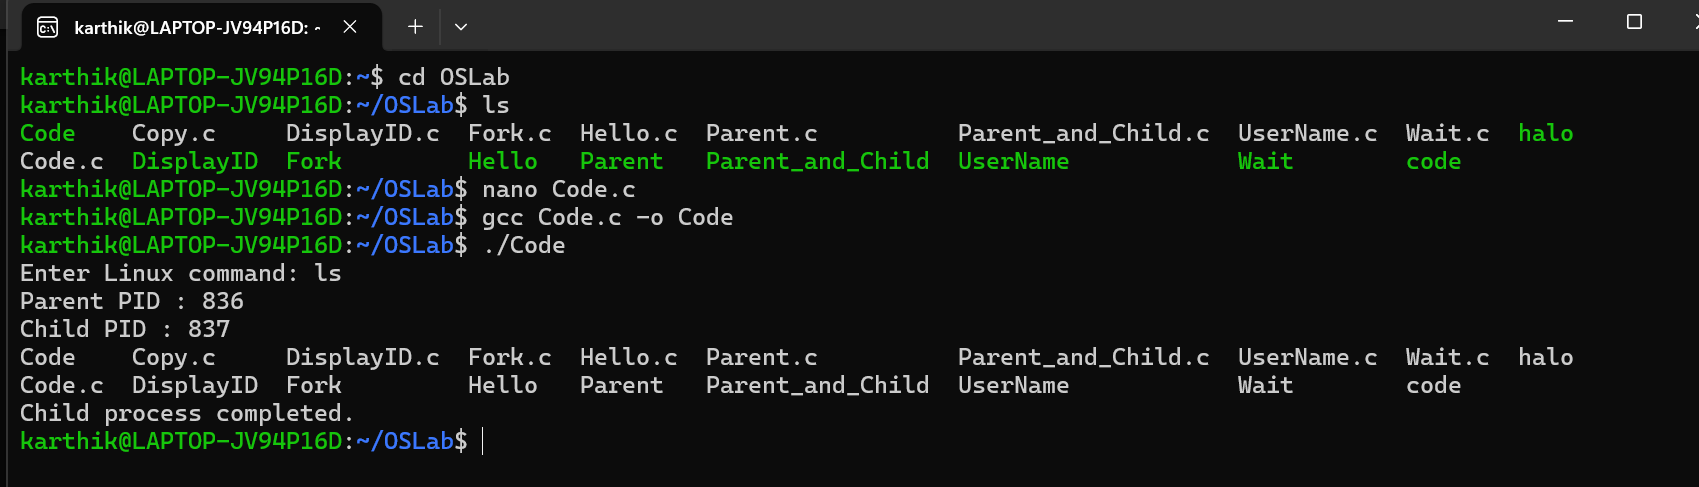 karthik@LAPTOP-JV94P16D: ~
karthik@LAPTOP-JV94P16D:~$ cd OSLab
karthik@LAPTOP-JV94P16D:~/OSLab$ ls
Code    Copy.c     DisplayID.c  Fork.c  Hello.c  Parent.c          Parent_and_Child.c  UserName.c  Wait.c  halo
Code.c  DisplayID  Fork         Hello   Parent   Parent_and_Child  UserName            Wait        code
karthik@LAPTOP-JV94P16D:~/OSLab$ nano Code.c
karthik@LAPTOP-JV94P16D:~/OSLab$ gcc Code.c -o Code
karthik@LAPTOP-JV94P16D:~/OSLab$ ./Code
Enter Linux command: ls
Parent PID : 836
Child PID : 837
Code    Copy.c     DisplayID.c  Fork.c  Hello.c  Parent.c          Parent_and_Child.c  UserName.c  Wait.c  halo
Code.c  DisplayID  Fork         Hello   Parent   Parent_and_Child  UserName            Wait        code
Child process completed.
karthik@LAPTOP-JV94P16D:~/OSLab$